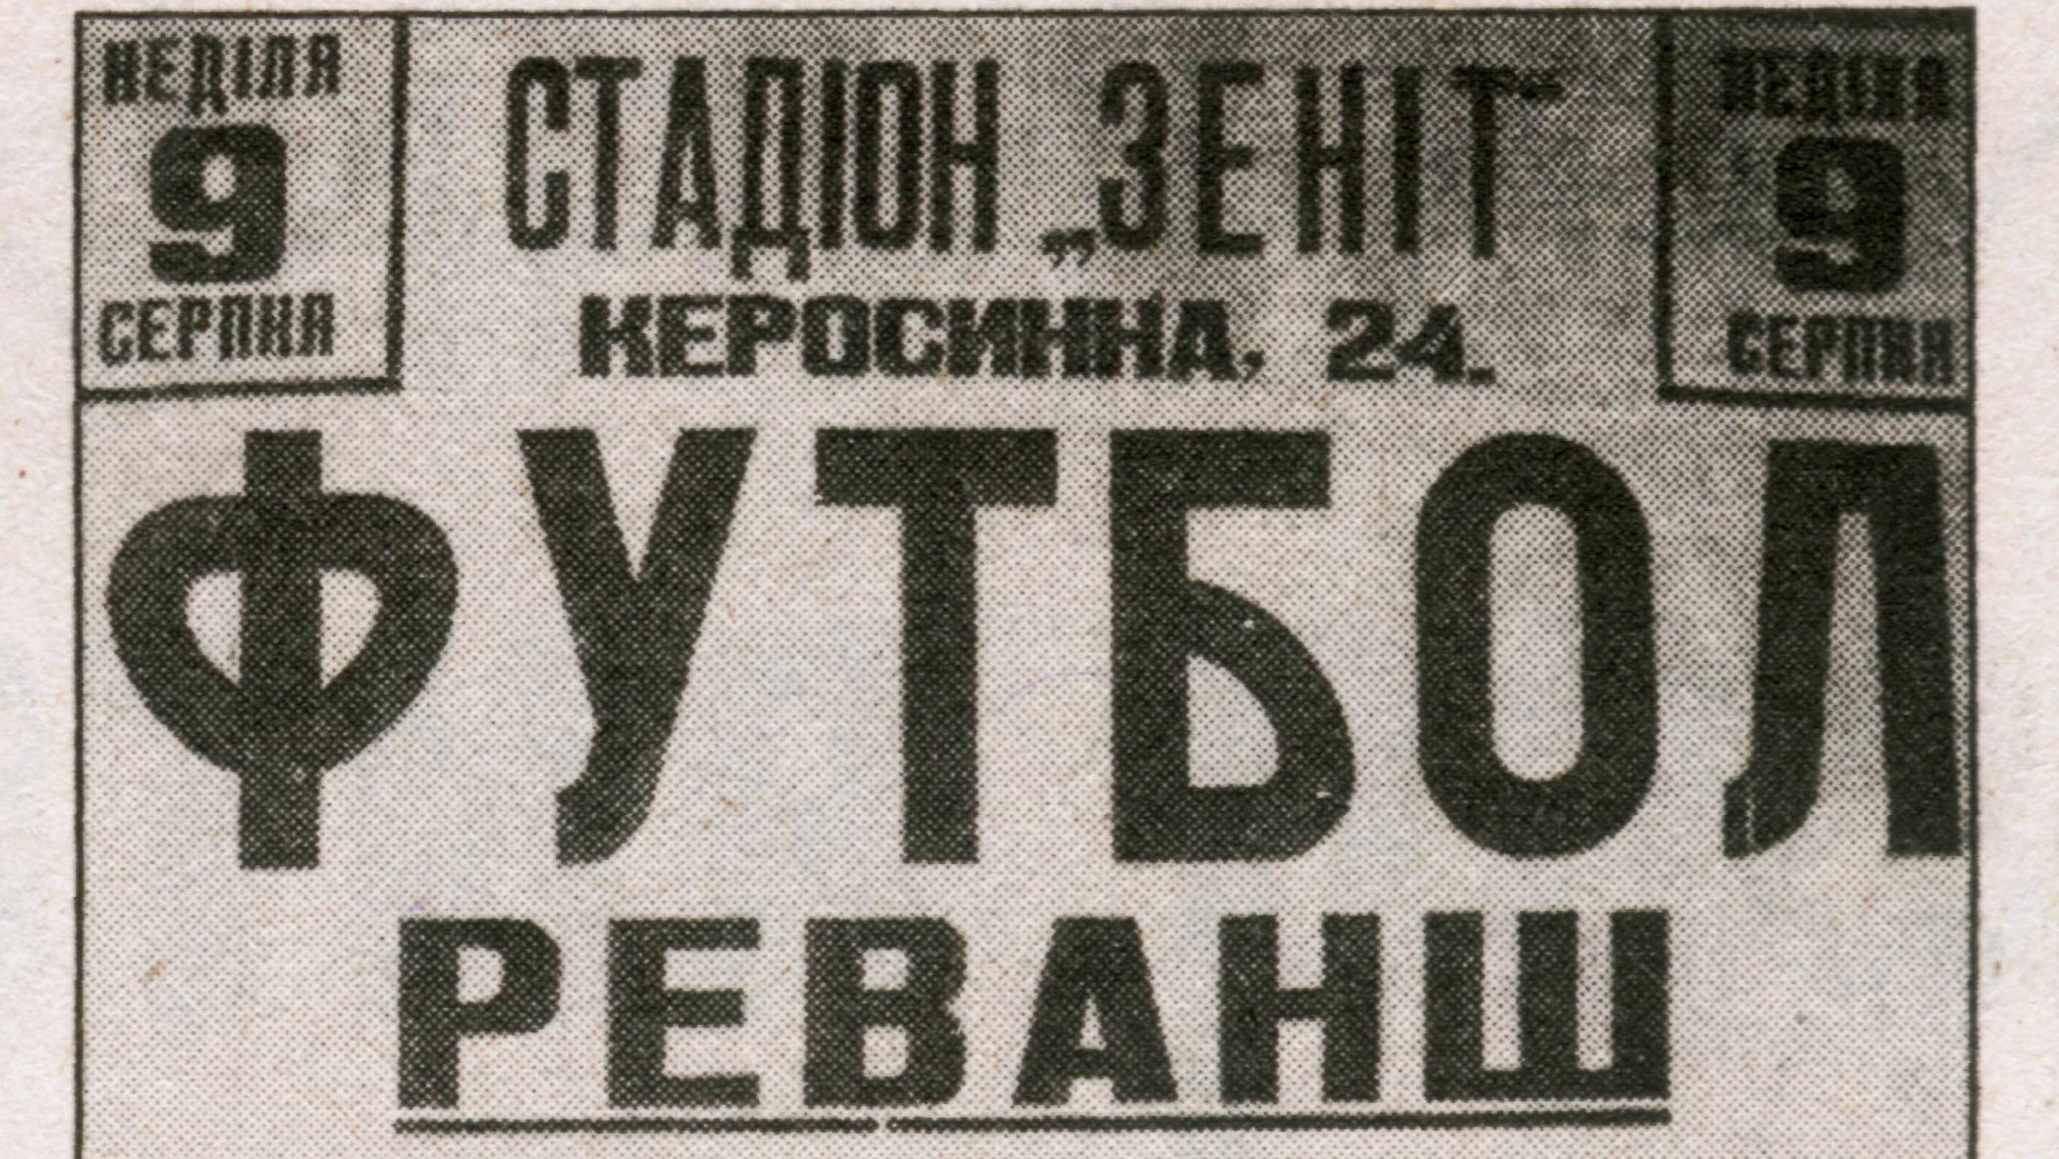 НЕДІЛЯ
9
СЕРПНЯ
СТАДІОН „ЗЕНІТ"
КЕРОСИННА, 24.
НЕДІЛЯ
9
СЕРПНЯ
ФУТБОЛ
РЕВАНШ